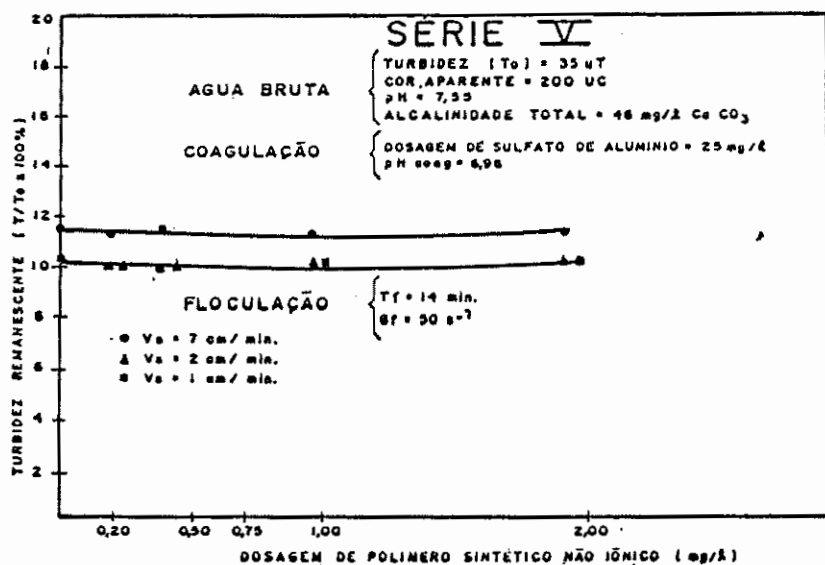 SÉRIE V
ÁGUA BRUTA
TURBIDEZ (To) = 35 uT
COR APARENTE = 200 UC
pH = 7,55
ALCALINIDADE TOTAL = 46 mg/ℓ Ca CO3
COAGULAÇÃO
DOSAGEM DE SULFATO DE ALUMINIO = 25 mg/ℓ
pH coag = 6,96
FLOCULAÇÃO
Tf = 14 min.
Gf = 50 s-1
● Vs = 7 cm/min.
▲ Vs = 2 cm/min.
■ Vs = 1 cm/min.
TURBIDEZ REMANESCENTE (T/To x 100%)
20
18
16
14
12
10
8
6
4
2
0,20 0,50 0,75 1,00 2,00
DOSAGEM DE POLIMERO SINTÉTICO NÃO IÔNICO (mg/ℓ)